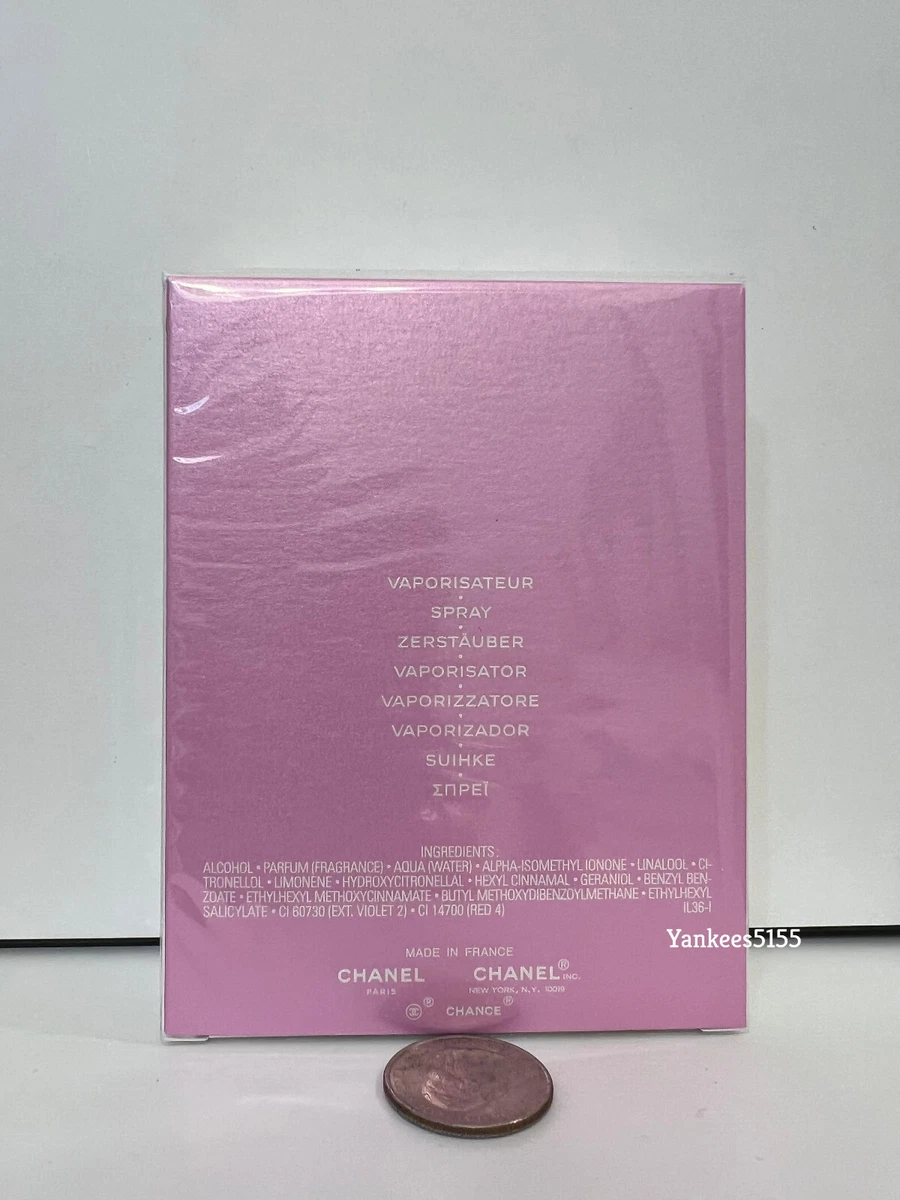 VAPORISATEUR
SPRAY
ZERSTÄUBER
VAPORISATOR
VAPORIZZATORE
VAPORIZADOR
SUIHKE
ΣΠΡΕΪ
INGREDIENTS:
ALCOHOL • PARFUM (FRAGRANCE) • AQUA (WATER) • ALPHA-ISOMETHYL IONONE • LINALOOL • CI-
TRONELLOL • LIMONENE • HYDROXYCITRONELLAL • HEXYL CINNAMAL • GERANIOL • BENZYL BEN-
ZOATE • ETHYLHEXYL METHOXYCINNAMATE • BUTYL METHOXYDIBENZOYLMETHANE • ETHYLHEXYL
SALICYLATE • CI 60730 (EXT. VIOLET 2) • CI 14700 (RED 4) IL36-I
Yankees5155
MADE IN FRANCE
CHANEL CHANEL® INC.
PARIS NEW YORK, N.Y. 10019
® CHANCE®